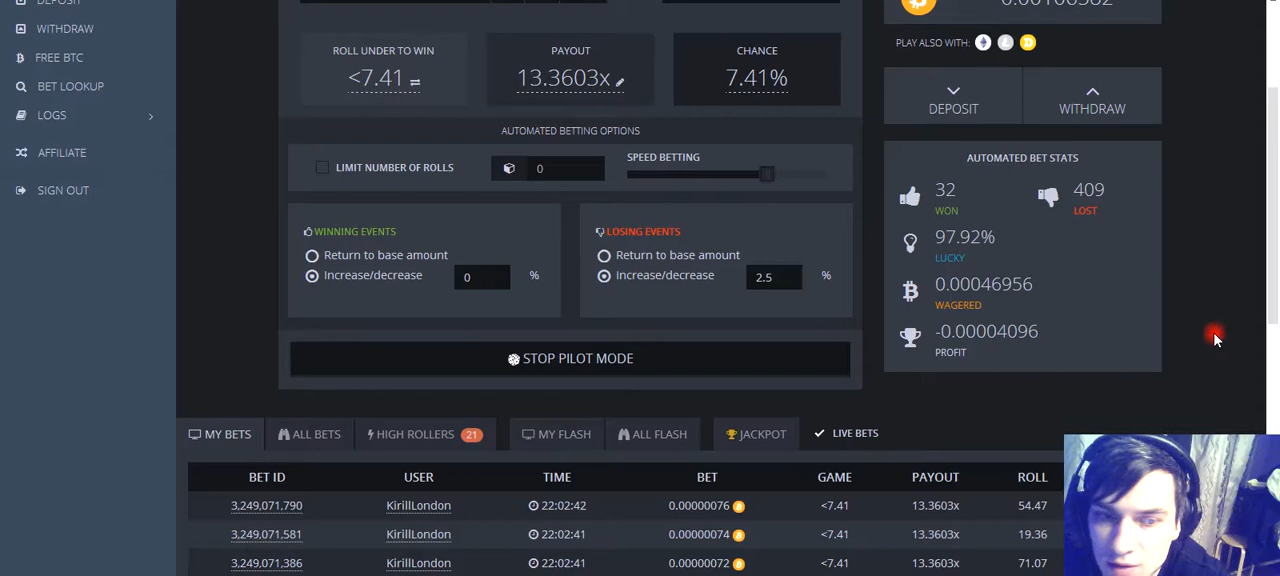 DEPOSIT
WITHDRAW
FREE BTC
BET LOOKUP
LOGS
AFFILIATE
SIGN OUT
ROLL UNDER TO WIN
<7.41
PAYOUT
13.3603x
CHANCE
7.41%
AUTOMATED BETTING OPTIONS
LIMIT NUMBER OF ROLLS
0
SPEED BETTING
WINNING EVENTS
Return to base amount
Increase/decrease
0
%
LOSING EVENTS
Return to base amount
Increase/decrease
2.5
%
STOP PILOT MODE
PLAY ALSO WITH:
DEPOSIT
WITHDRAW
AUTOMATED BET STATS
32
WON
409
LOST
97.92%
LUCKY
0.00046956
WAGERED
-0.00004096
PROFIT
MY BETS ALL BETS HIGH ROLLERS 21 MY FLASH ALL FLASH JACKPOT LIVE BETS
BET ID USER TIME BET GAME PAYOUT ROLL
3,249,071,790 KirillLondon 22:02:42 0.00000076 <7.41 13.3603x 54.47
3,249,071,581 KirillLondon 22:02:41 0.00000074 <7.41 13.3603x 19.36
3,249,071,386 KirillLondon 22:02:41 0.00000072 <7.41 13.3603x 71.07